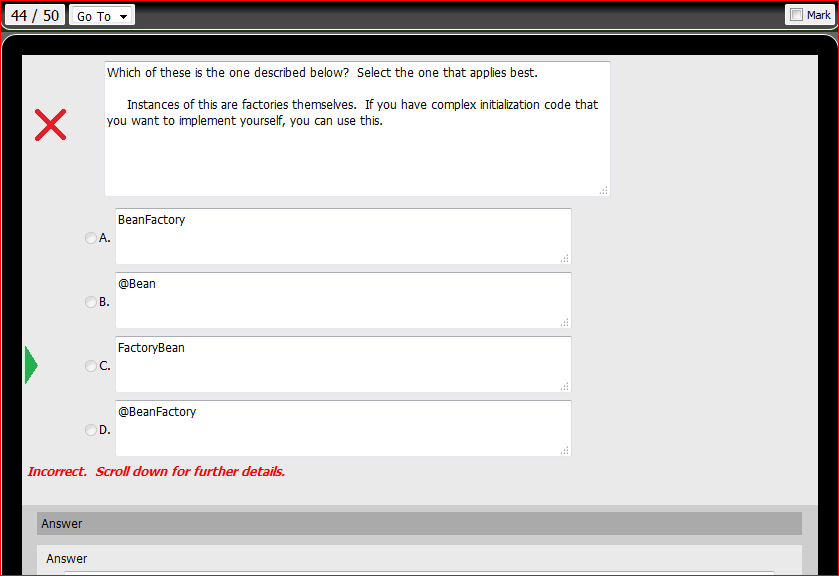 44 / 50 Go To Mark
Which of these is the one described below?  Select the one that applies best.
Instances of this are factories themselves.  If you have complex initialization code that
you want to implement yourself, you can use this.
BeanFactory
A.
@Bean
B.
FactoryBean
C.
@BeanFactory
D.
Incorrect.  Scroll down for further details.
Answer
Answer